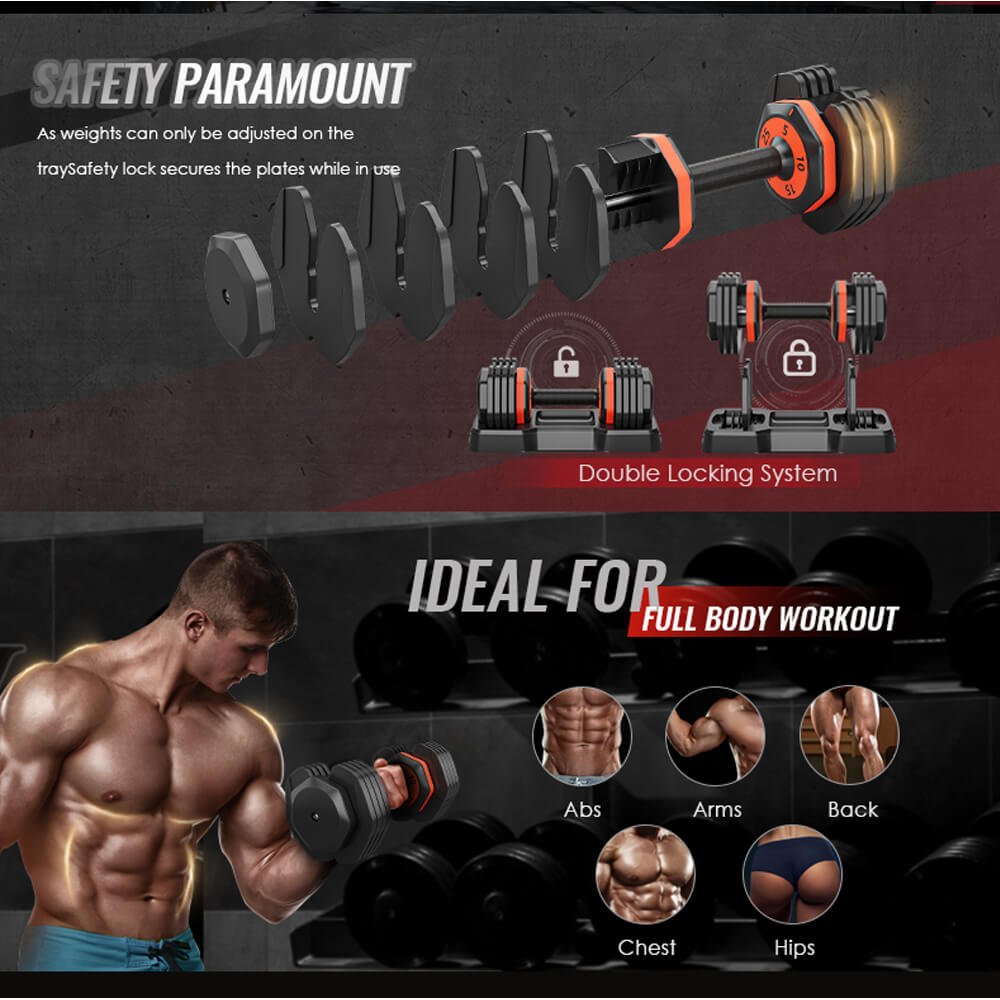 SAFETY PARAMOUNT
As weights can only be adjusted on the
traySafety lock secures the plates while in use
25 5 10 15
Double Locking System
IDEAL FOR
FULL BODY WORKOUT
Abs Arms Back
Chest Hips